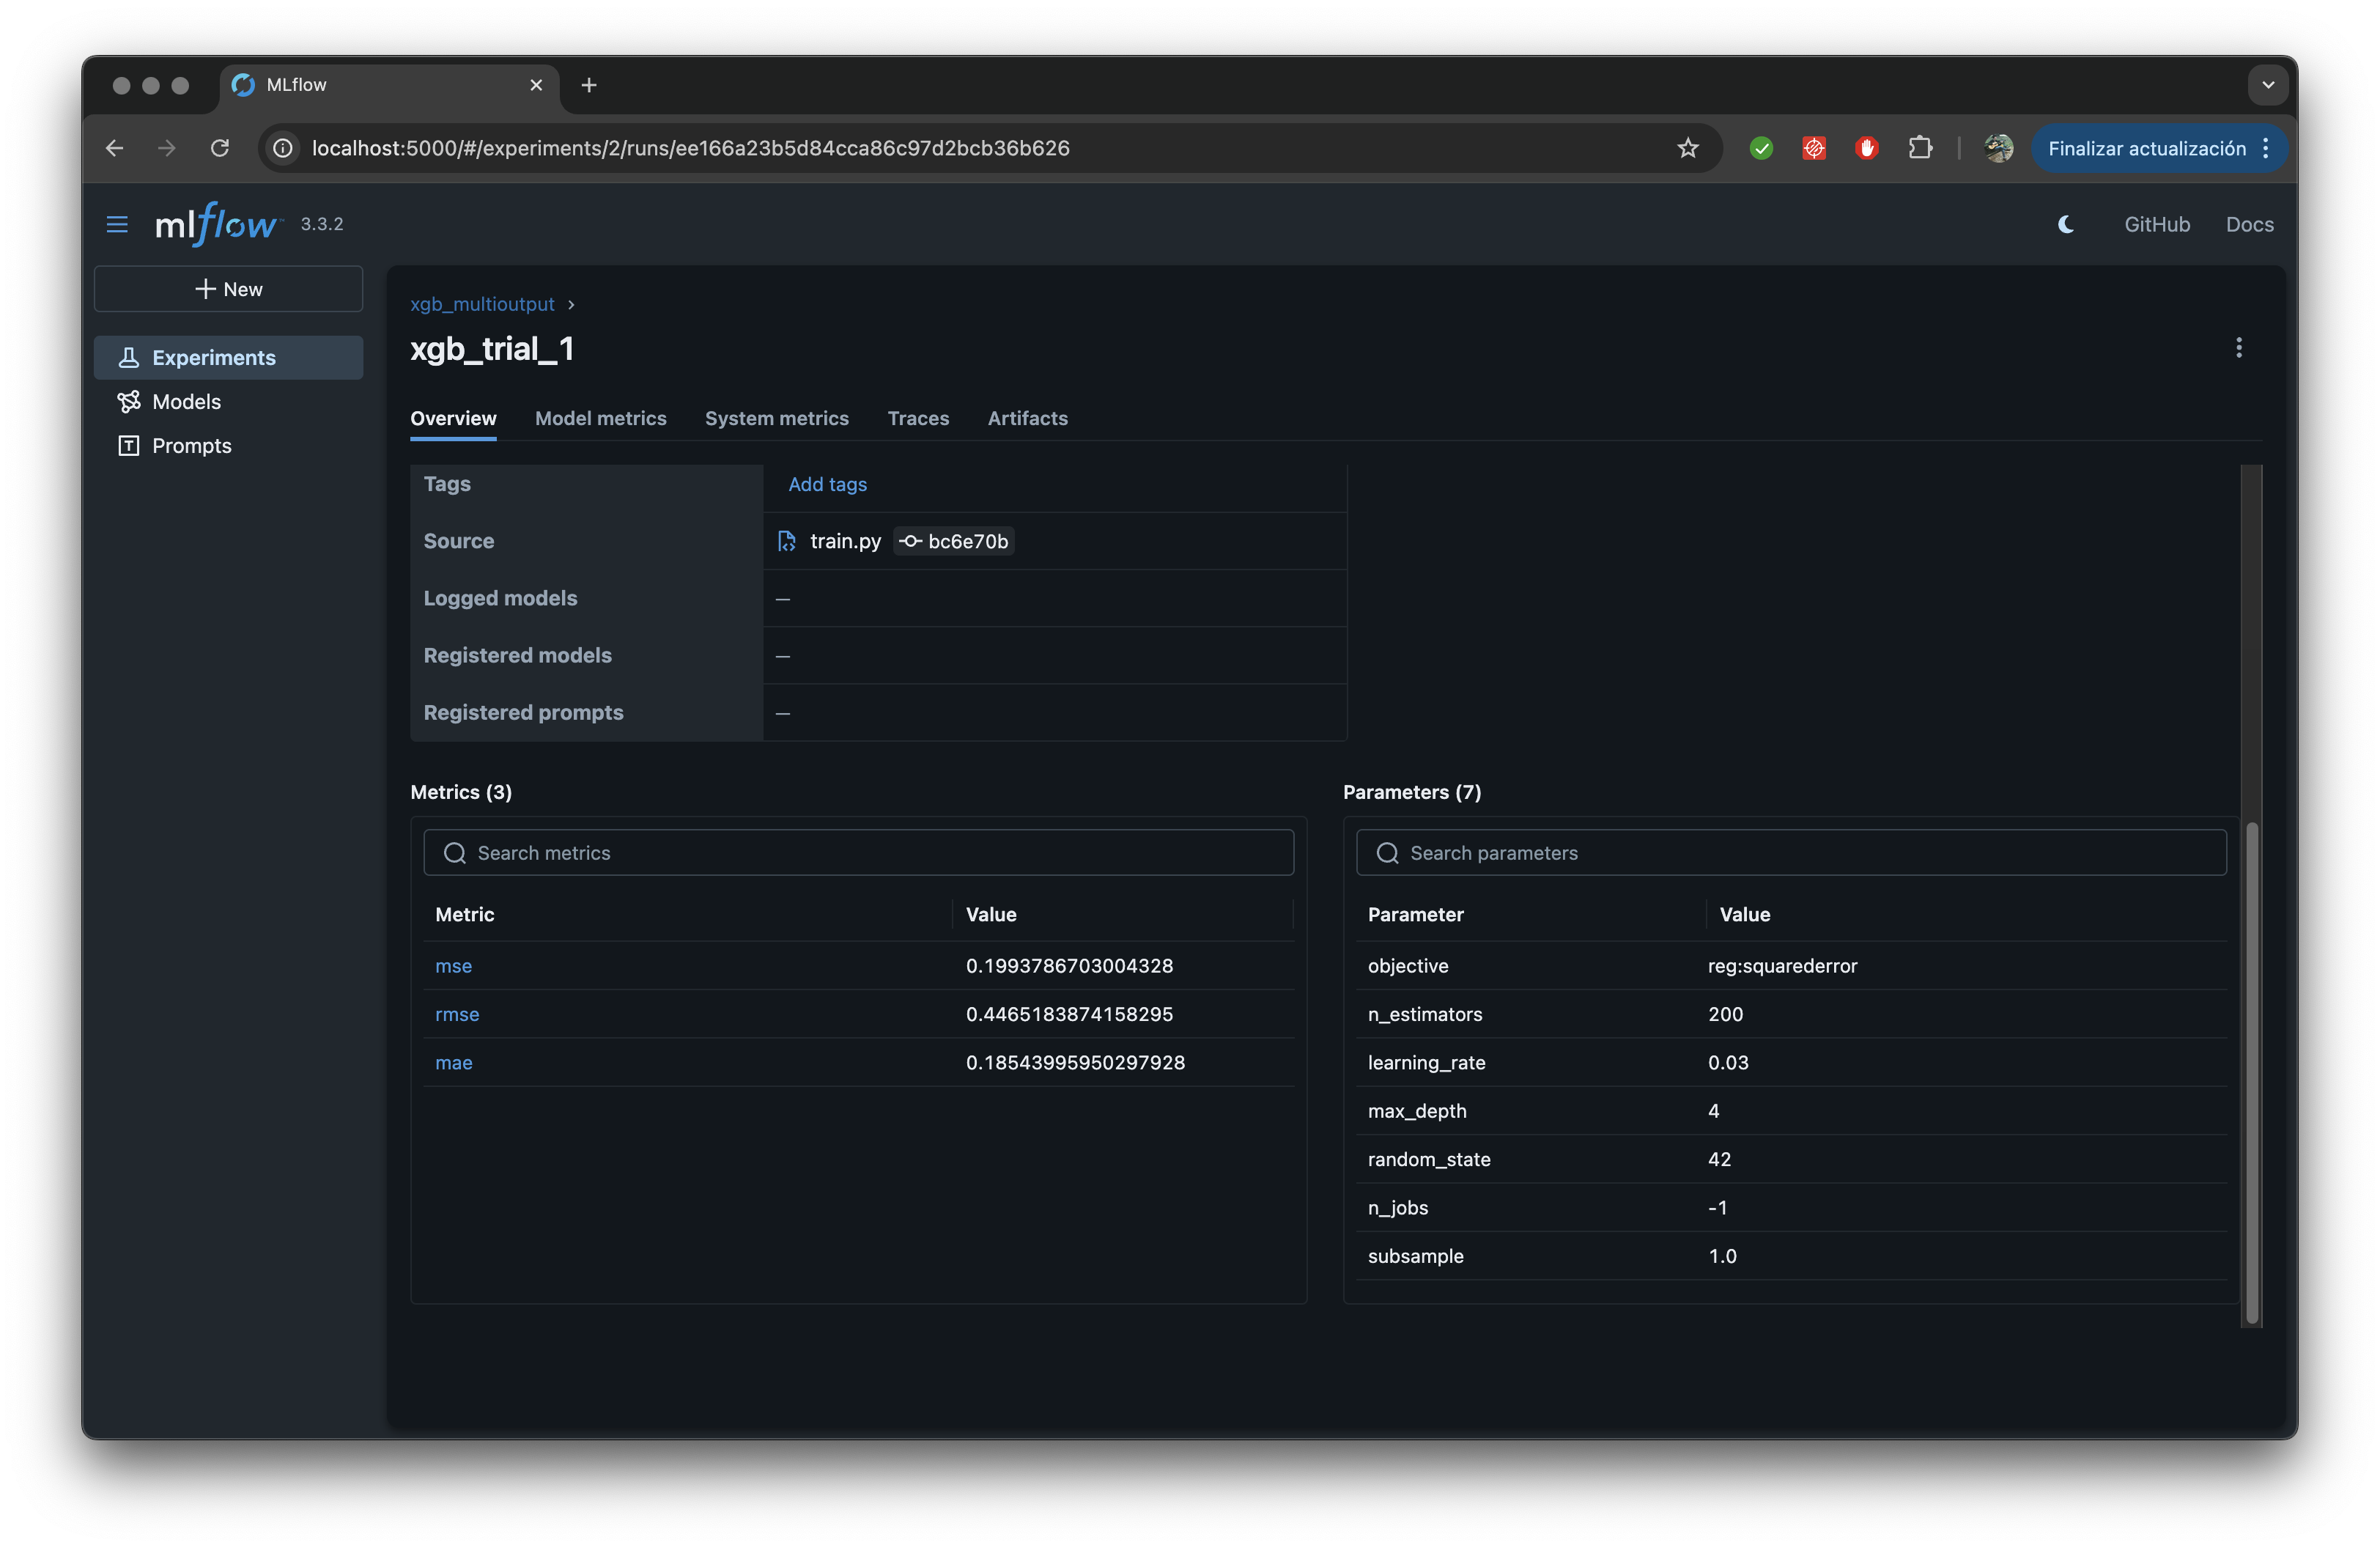 MLflow
localhost:5000/#/experiments/2/runs/ee166a23b5d84cca86c97d2bcb36b626
Finalizar actualización
mlflow 3.3.2
GitHub Docs
New
Experiments
Models
Prompts
xgb_multioutput
xgb_trial_1
Overview Model metrics System metrics Traces Artifacts
Tags Add tags
Source train.py bc6e70b
Logged models —
Registered models —
Registered prompts —
Metrics (3)
Search metrics
Metric Value
mse 0.1993786703004328
rmse 0.4465183874158295
mae 0.18543995950297928
Parameters (7)
Search parameters
Parameter Value
objective reg:squarederror
n_estimators 200
learning_rate 0.03
max_depth 4
random_state 42
n_jobs -1
subsample 1.0